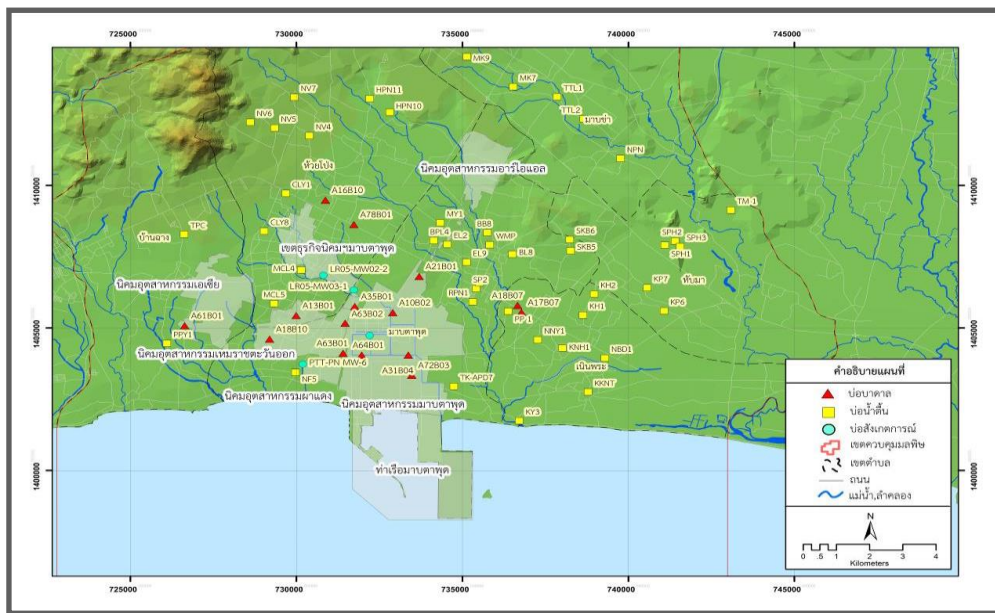 725000 730000 735000 740000 745000
MK9
MK7
NV7
HPN11
TTL1
HPN10
TTL2
มาบข่า
NV6
NV5
NV4
NPN
ห้วยโป่ง
นิคมอุตสาหกรรมอาร์ไอแอล
1410000 1410000
CLY1
A16B10
TM-1
TPC
CLY8
A78B01
MY1
BB8
บ้านฉาง
BPL4
EL2
WMP
SKB6
SPH2
SPH3
เขตธุรกิจนิคมฯมาบตาพุด
EL9
BL8
SKB5
SPH1
MCL4
LR05-MW02-2
A21B01
นิคมอุตสาหกรรมเอเซีย
LR05-MW03-1
SP2
KH2
KP7
ทับมา
MCL5
A13B01
A35B01
A10B02
RPN1
A18B07
A17B07
KH1
KP6
A61B01
A63B02
PP 1
PPY1
A18B10
มาบตาพุด
NNY1
1405000 1405000
นิคมอุตสาหกรรมเหมราชตะวันออก
A63B01
A64B01
KNH1
NBD1
PTT-PN MW-6
A72B03
เนินพระ
NF5
A31B04
TK-APD7
KKNT
นิคมอุตสาหกรรมผาแดง
นิคมอุตสาหกรรมมาบตาพุด
KY3
ท่าเรือมาบตาพุด
1400000 1400000
คำอธิบายแผนที่
บ่อบาดาล
บ่อน้ำตื้น
บ่อสังเกตการณ์
เขตควบคุมมลพิษ
เขตตำบล
ถนน
แม่น้ำ,ลำคลอง
N
0 .5 1 2 3 4
Kilometers
725000 730000 735000 740000 745000